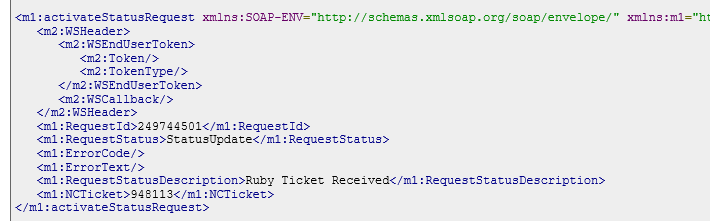 <m1:activateStatusRequest xmlns:SOAP-ENV="http://schemas.xmlsoap.org/soap/envelope/" xmlns:m1="ht
<m2:WSHeader>
<m2:WSEndUserToken>
<m2:Token/>
<m2:TokenType/>
</m2:WSEndUserToken>
<m2:WSCallback/>
</m2:WSHeader>
<m1:RequestId>249744501</m1:RequestId>
<m1:RequestStatus>StatusUpdate</m1:RequestStatus>
<m1:ErrorCode/>
<m1:ErrorText/>
<m1:RequestStatusDescription>Ruby Ticket Received</m1:RequestStatusDescription>
<m1:NCTicket>948113</m1:NCTicket>
</m1:activateStatusRequest>